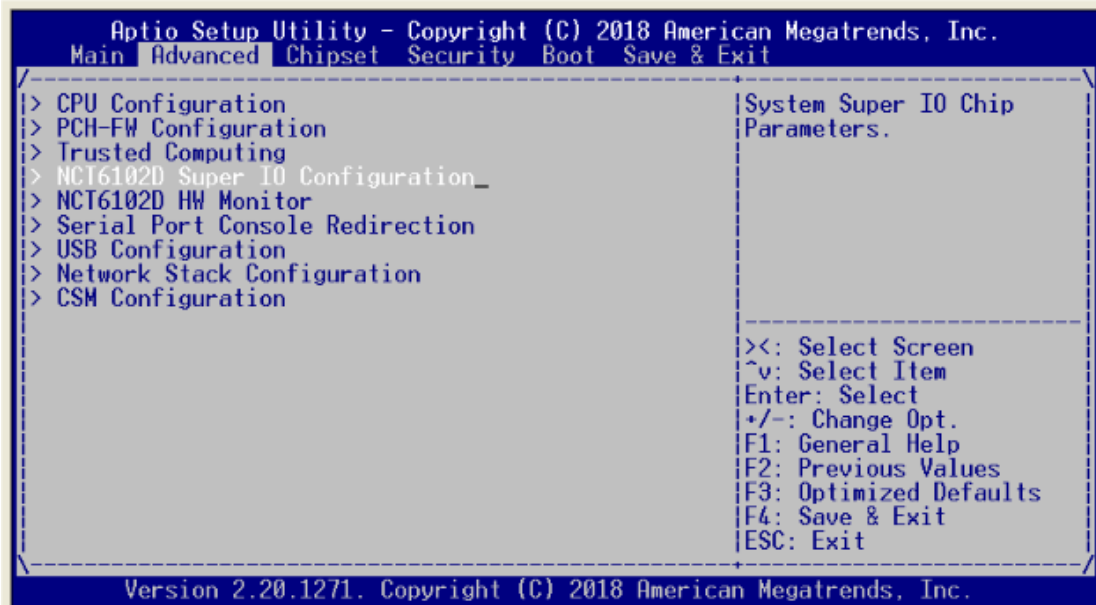 Aptio Setup Utility - Copyright (C) 2018 American Megatrends, Inc.
Main Advanced Chipset Security Boot Save & Exit
> CPU Configuration
> PCH-FW Configuration
> Trusted Computing
> NCT6102D Super IO Configuration_
> NCT6102D HW Monitor
> Serial Port Console Redirection
> USB Configuration
> Network Stack Configuration
> CSM Configuration
System Super IO Chip
Parameters.
><: Select Screen
^v: Select Item
Enter: Select
+/-: Change Opt.
F1: General Help
F2: Previous Values
F3: Optimized Defaults
F4: Save & Exit
ESC: Exit
Version 2.20.1271. Copyright (C) 2018 American Megatrends, Inc.